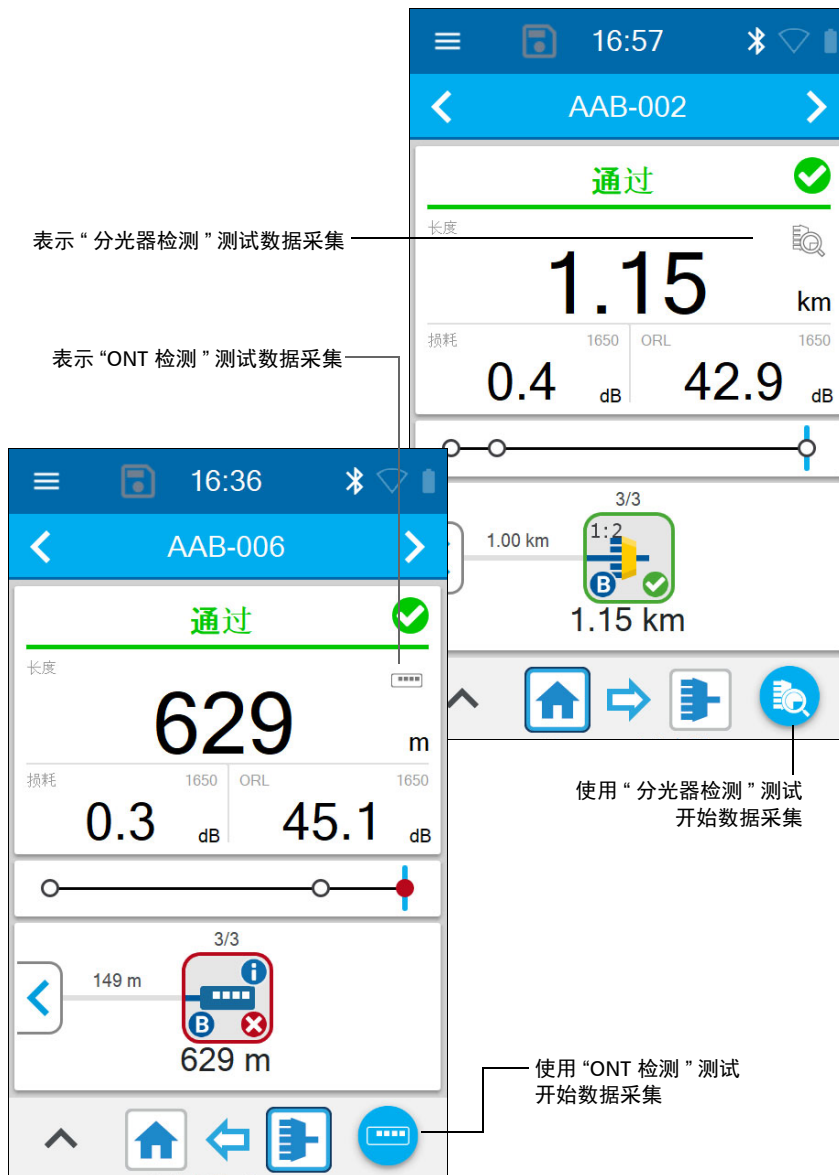 16:57
AAB-002
通过
长度
1.15
km
损耗 1650 ORL 1650
0.4 dB 42.9 dB
3/3
1.00 km
1:2
B
1.15 km
表示 “ 分光器检测 ” 测试数据采集
表示 “ONT 检测 ” 测试数据采集
使用 “ 分光器检测 ” 测试
开始数据采集
16:36
AAB-006
通过
长度
629
m
损耗 1650 ORL 1650
0.3 dB 45.1 dB
3/3
149 m
i
B
629 m
使用 “ONT 检测 ” 测试
开始数据采集